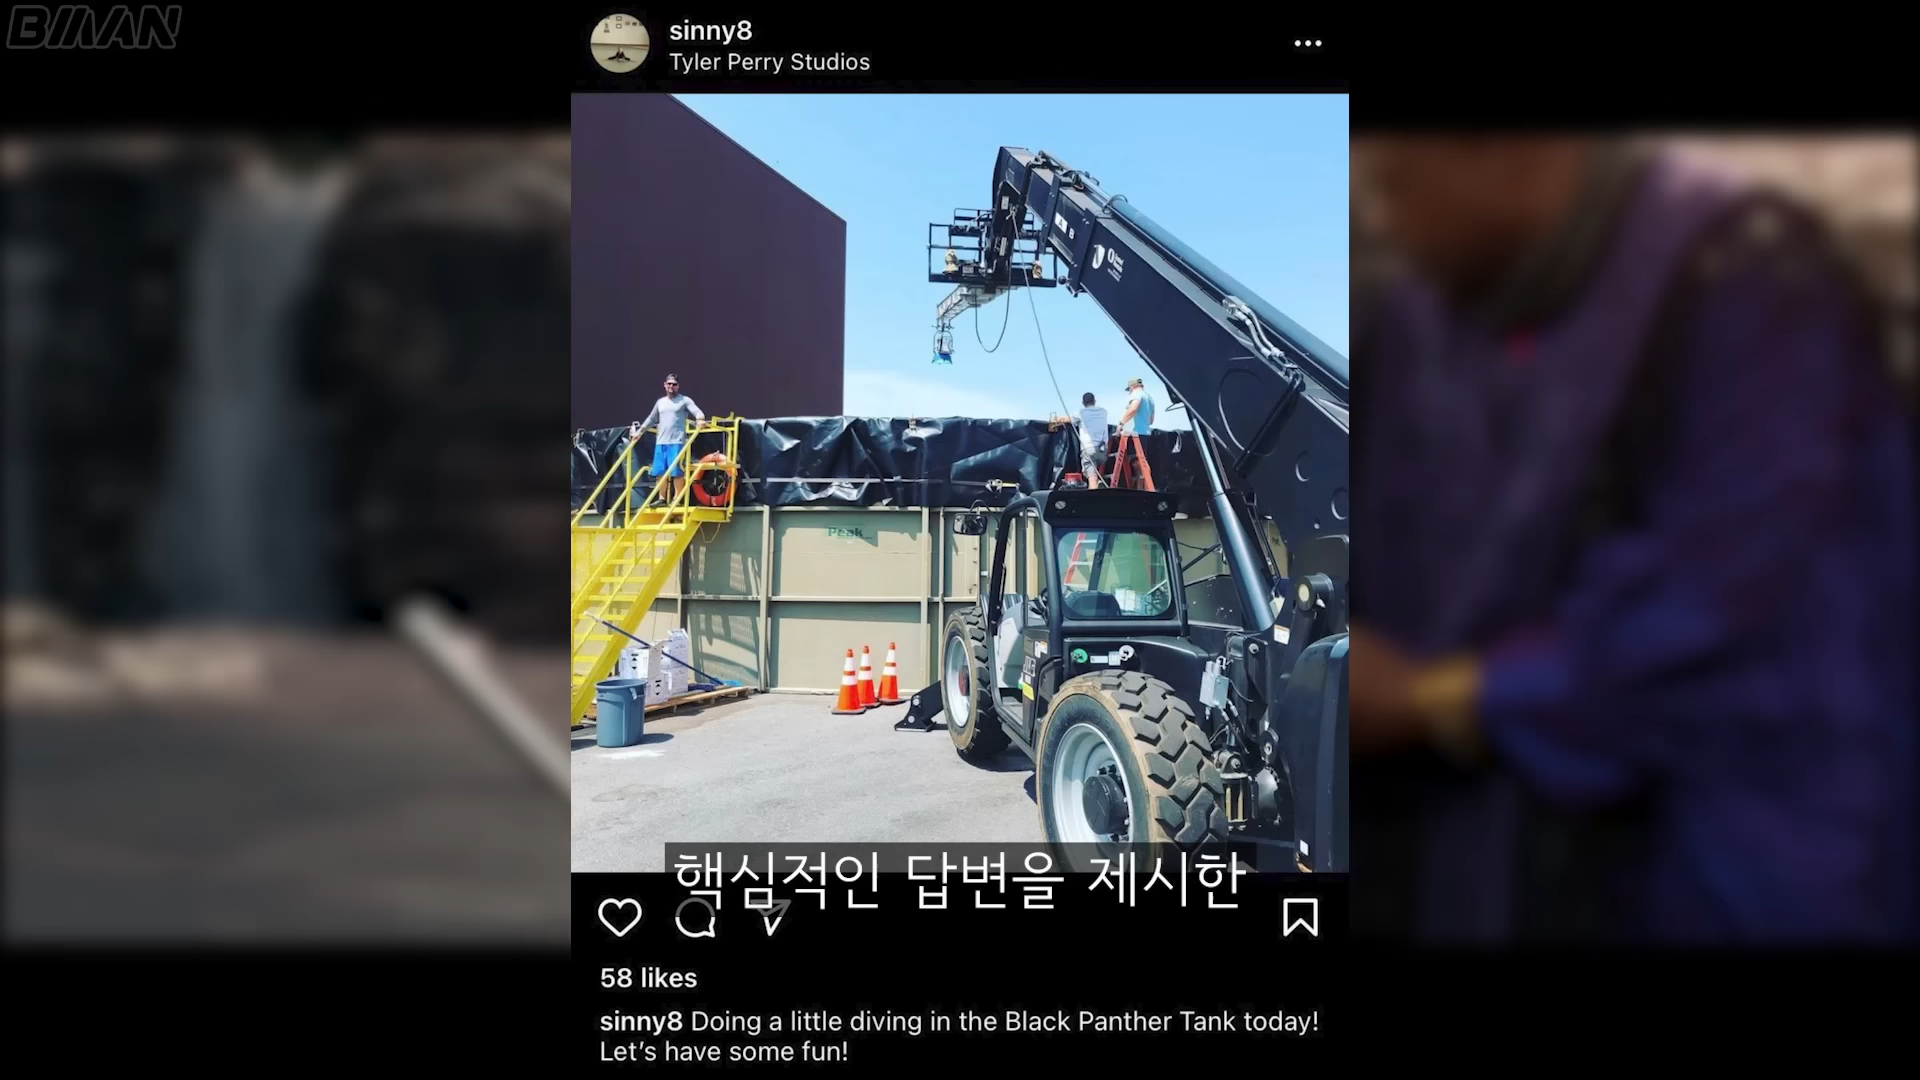 BMAN
sinny8
Tyler Perry Studios
Peak
핵심적인 답변을 제시한
58 likes
sinny8 Doing a little diving in the Black Panther Tank today!
Let's have some fun!